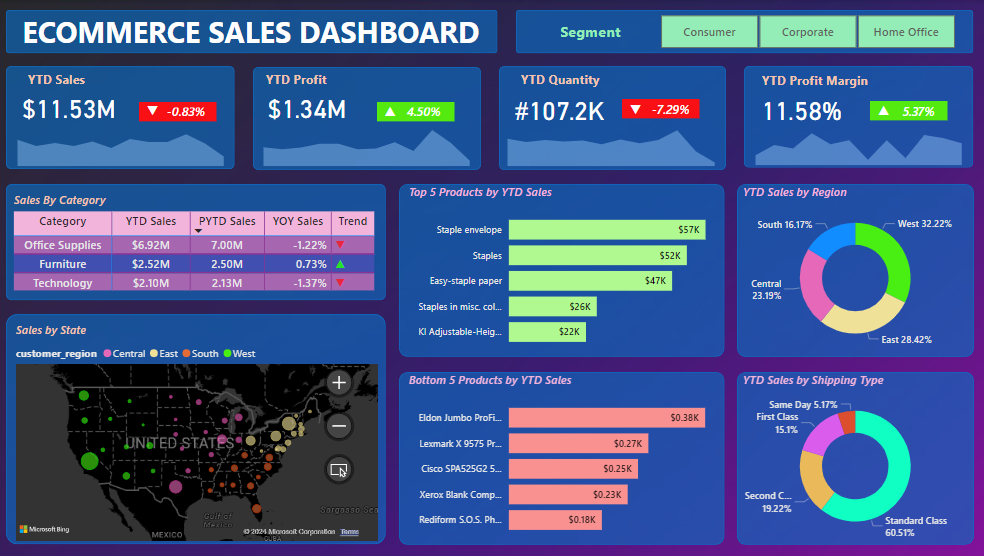 ECOMMERCE SALES DASHBOARD
Segment
Consumer
Corporate
Home Office
YTD Sales
$11.53M
-0.83%
YTD Profit
$1.34M
4.50%
YTD Quantity
#107.2K
-7.29%
YTD Profit Margin
11.58%
5.37%
Sales By Category
Category YTD Sales PYTD Sales YOY Sales Trend
Office Supplies $6.92M 7.00M -1.22%
Furniture $2.52M 2.50M 0.73%
Technology $2.10M 2.13M -1.37%
Top 5 Products by YTD Sales
Staple envelope $57K
Staples $52K
Easy-staple paper $47K
Staples in misc. col... $26K
KI Adjustable-Heig... $22K
YTD Sales by Region
South 16.17%
West 32.22%
Central
23.19%
East 28.42%
Sales by State
customer_region Central East South West
UNITED STATES
Gulf of
Mexico
Sargasso Sea
MEXICO
CUBA
Microsoft Bing
© 2024 Microsoft Corporation Terms
Bottom 5 Products by YTD Sales
Eldon Jumbo ProFi... $0.38K
Lexmark X 9575 Pr... $0.27K
Cisco SPA525G2 5... $0.25K
Xerox Blank Comp... $0.23K
Rediform S.O.S. Ph... $0.18K
YTD Sales by Shipping Type
Same Day 5.17%
First Class
15.1%
Second C...
19.22%
Standard Class
60.51%